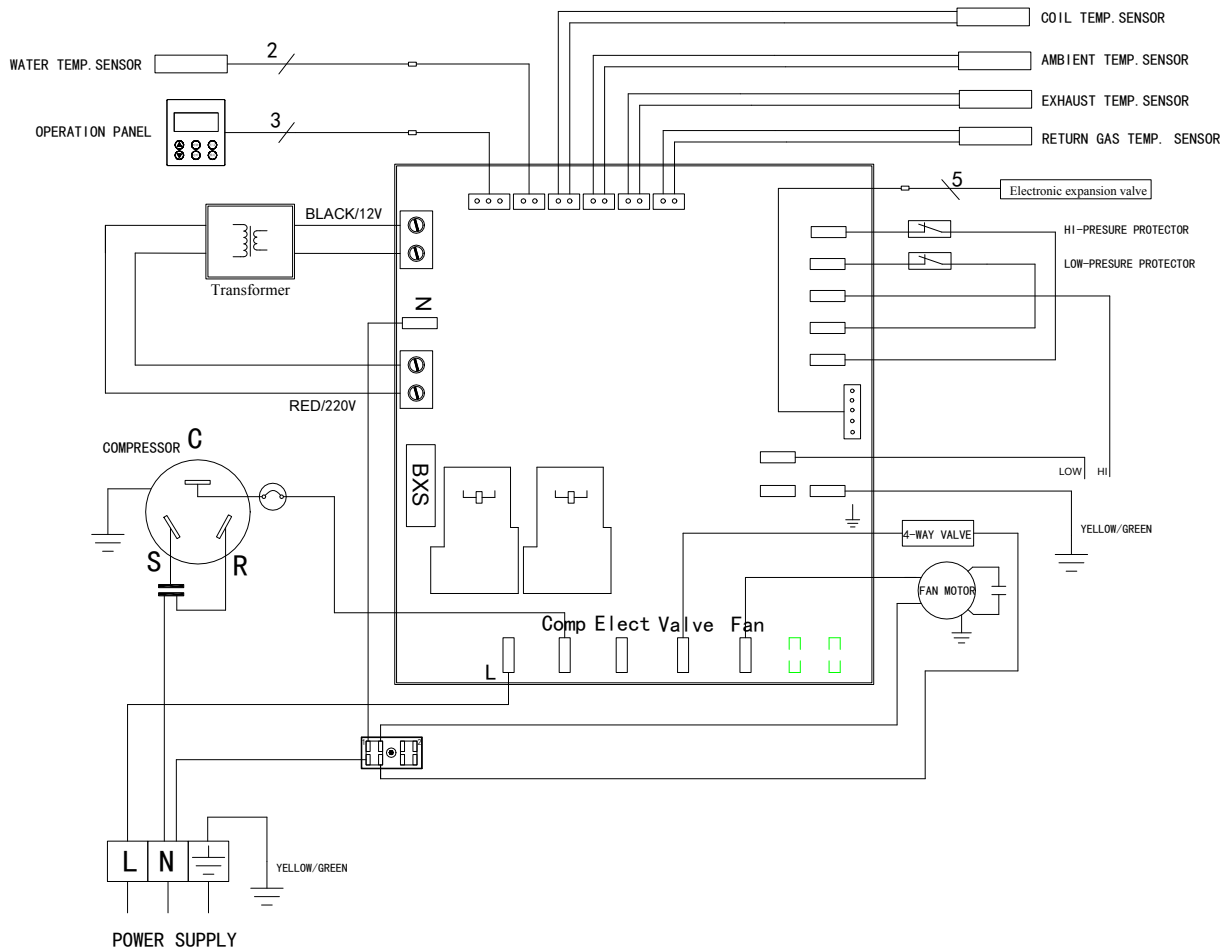 COIL TEMP.SENSOR
WATER TEMP.SENSOR
2
AMBIENT TEMP.SENSOR
EXHAUST TEMP.SENSOR
OPERATION PANEL
3
RETURN GAS TEMP. SENSOR
5
Electronic expansion valve
BLACK/12V
HI-PRESURE PROTECTOR
LOW-PRESURE PROTECTOR
Transformer
N
RED/220V
COMPRESSOR C
LOW
HI
BXS
YELLOW/GREEN
4-WAY VALVE
S
R
FAN MOTOR
Comp
Elect
Valve
Fan
L
L
N
YELLOW/GREEN
POWER SUPPLY